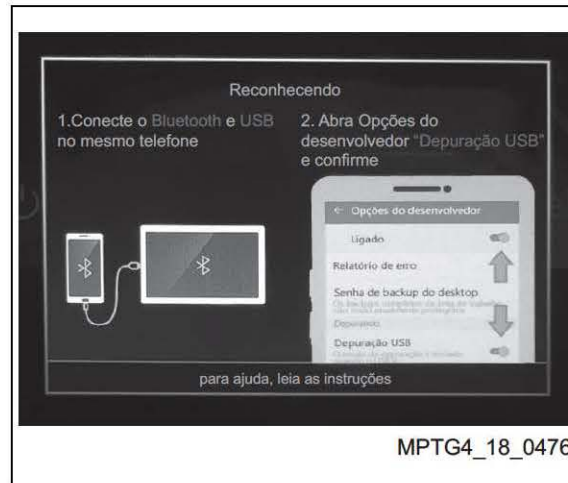 Reconhecendo
1.Conecte o Bluetooth e USB
no mesmo telefone
2. Abra Opções do
desenvolvedor “Depuração USB”
e confirme
← Opções do desenvolvedor
Ligado
Relatório de erro
Senha de backup do desktop
Depuração USB
para ajuda, leia as instruções
MPTG4_18_0476